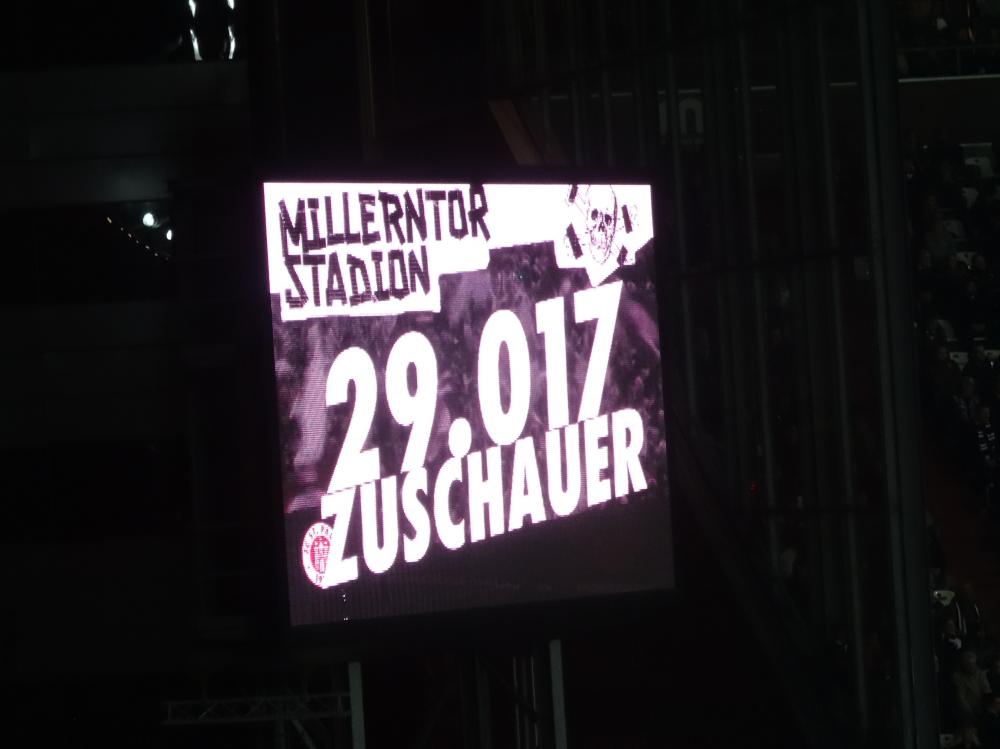 MILLERNTOR
STADION
29.017
ZUSCHAUER